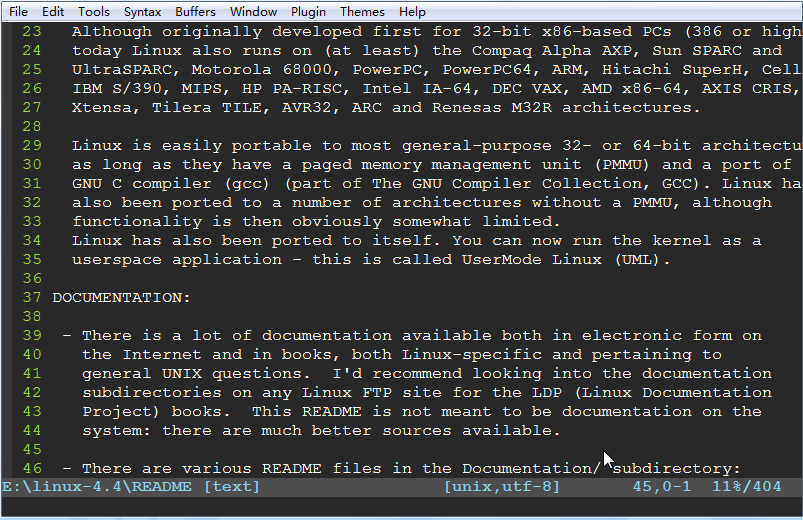 File Edit Tools Syntax Buffers Window Plugin Themes Help
23 Although originally developed first for 32-bit x86-based PCs (386 or high
24 today Linux also runs on (at least) the Compaq Alpha AXP, Sun SPARC and
25 UltraSPARC, Motorola 68000, PowerPC, PowerPC64, ARM, Hitachi SuperH, Cell
26 IBM S/390, MIPS, HP PA-RISC, Intel IA-64, DEC VAX, AMD x86-64, AXIS CRIS,
27 Xtensa, Tilera TILE, AVR32, ARC and Renesas M32R architectures.
28
29 Linux is easily portable to most general-purpose 32- or 64-bit architectu
30 as long as they have a paged memory management unit (PMMU) and a port of
31 GNU C compiler (gcc) (part of The GNU Compiler Collection, GCC). Linux ha
32 also been ported to a number of architectures without a PMMU, although
33 functionality is then obviously somewhat limited.
34 Linux has also been ported to itself. You can now run the kernel as a
35 userspace application - this is called UserMode Linux (UML).
36
37 DOCUMENTATION:
38
39 - There is a lot of documentation available both in electronic form on
40 the Internet and in books, both Linux-specific and pertaining to
41 general UNIX questions.  I'd recommend looking into the documentation
42 subdirectories on any Linux FTP site for the LDP (Linux Documentation
43 Project) books.  This README is not meant to be documentation on the
44 system: there are much better sources available.
45
46 - There are various README files in the Documentation/ subdirectory:
E:\linux-4.4\README [text] [unix,utf-8] 45,0-1 11%/404